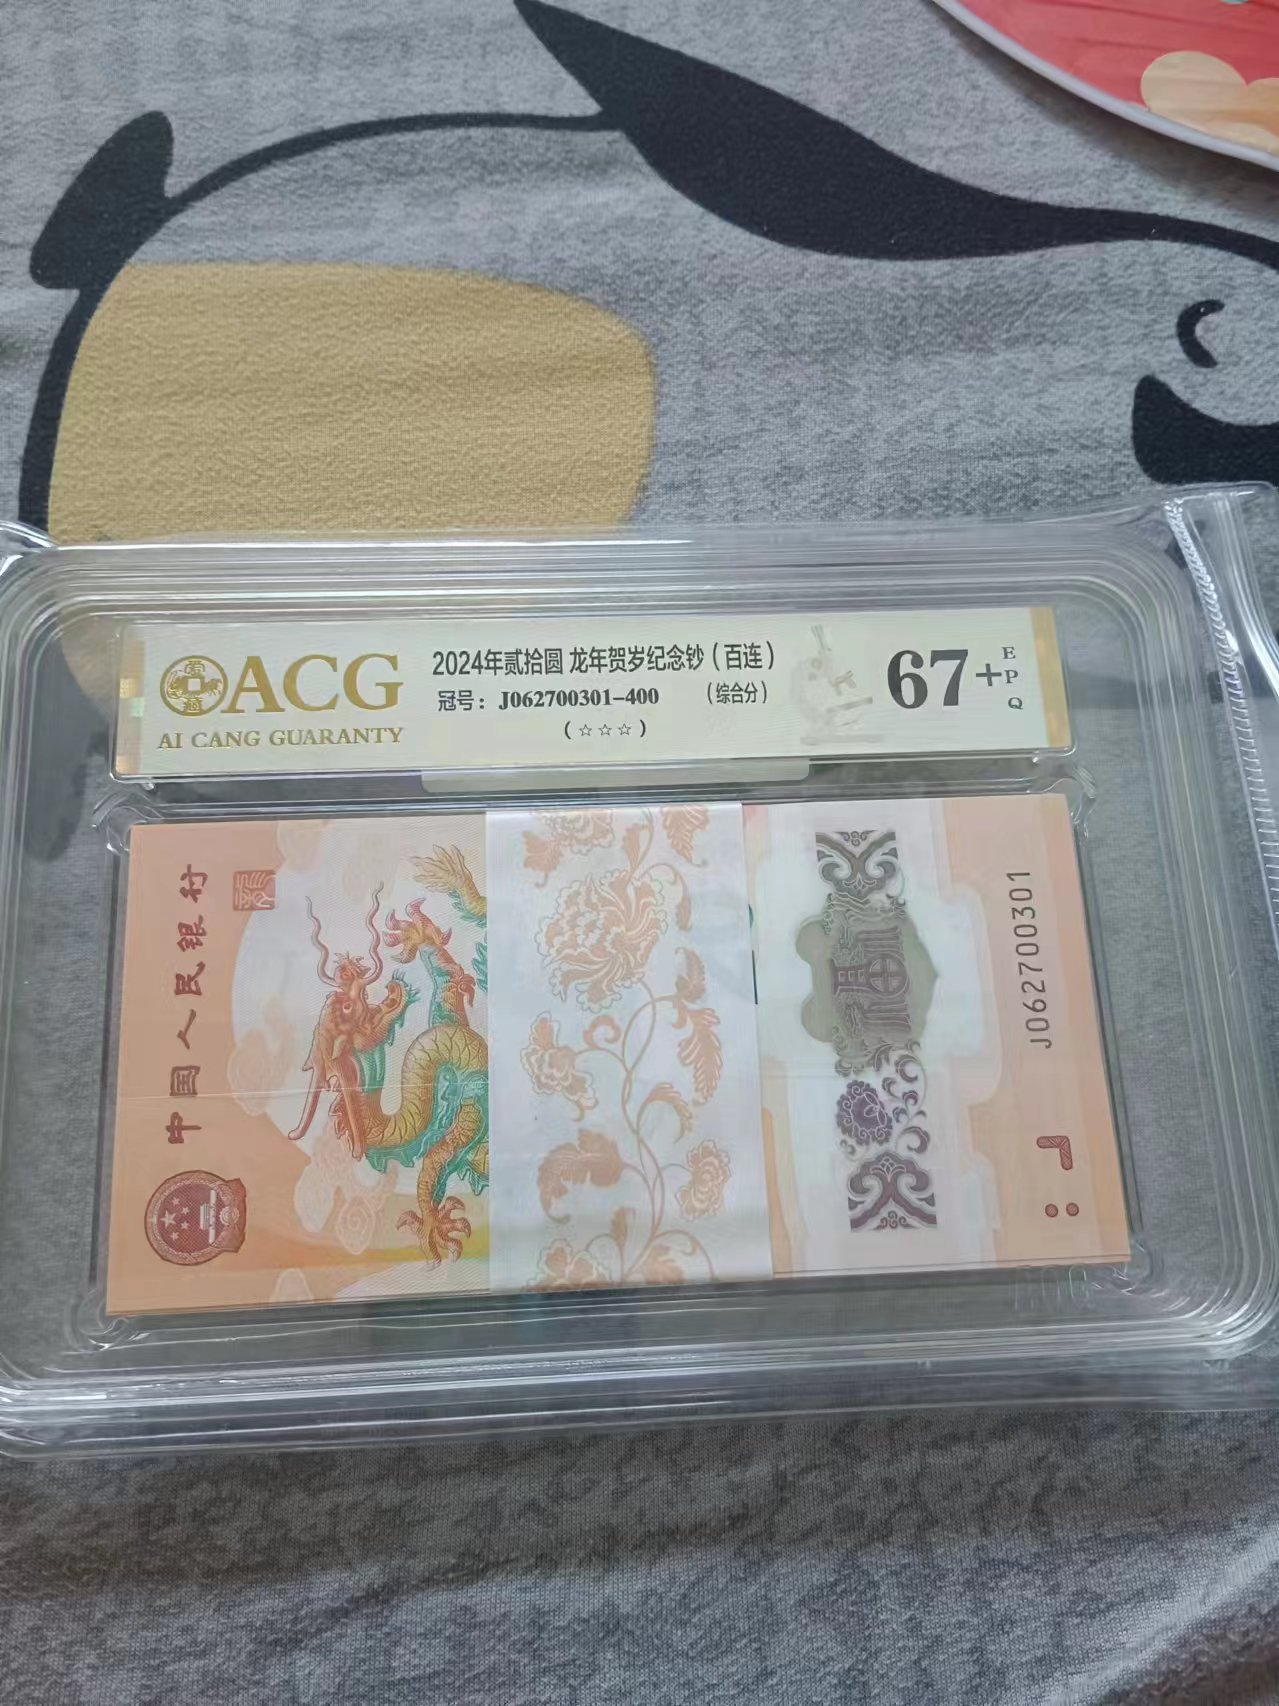 ACG
AI CANG GUARANTY
2024年贰拾圆 龙年贺岁纪念钞（百连）
冠号：J062700301-400 （综合分）
（☆☆☆）
67+
EPQ
中国人民银行
J062700301